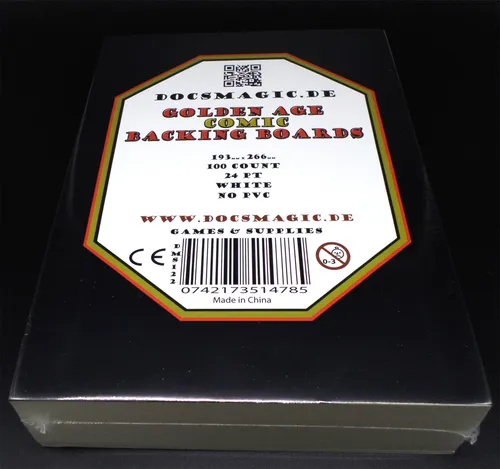 DOCSMAGIC.DE
GOLDEN AGE
COMIC
BACKING BOARDS
193mm x 266mm
100 COUNT
24 PT
WHITE
NO PVC
WWW.DOCSMAGIC.DE
GAMES & SUPPLIES
CE
DMS122
0-3
0742173514785
Made in China